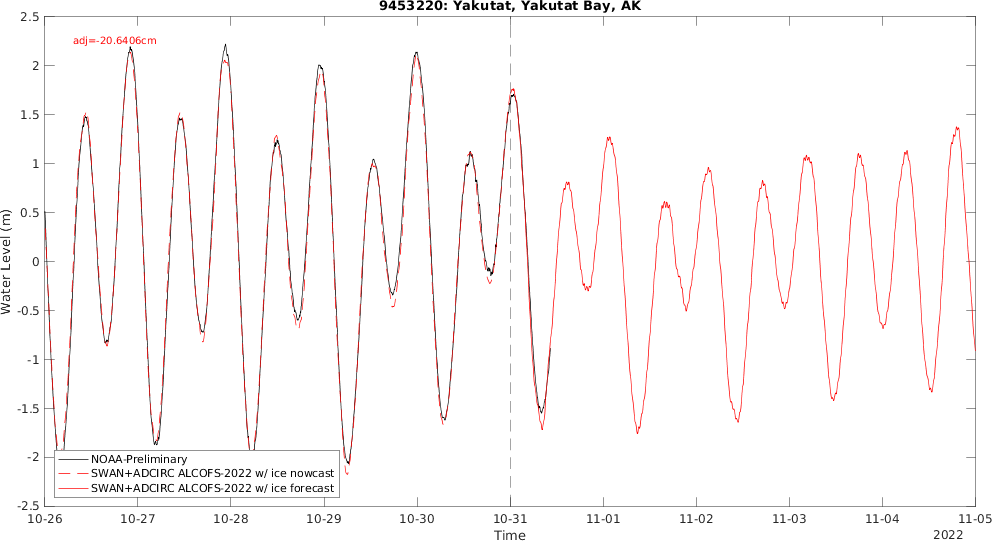 9453220: Yakutat, Yakutat Bay, AK
adj=-20.6406cm
2.5
2
1.5
1
0.5
0
-0.5
-1
-1.5
-2
-2.5
Water Level (m)
NOAA-Preliminary
SWAN+ADCIRC ALCOFS-2022 w/ ice nowcast
SWAN+ADCIRC ALCOFS-2022 w/ ice forecast
10-26 10-27 10-28 10-29 10-30 10-31 11-01 11-02 11-03 11-04 11-05
Time
2022